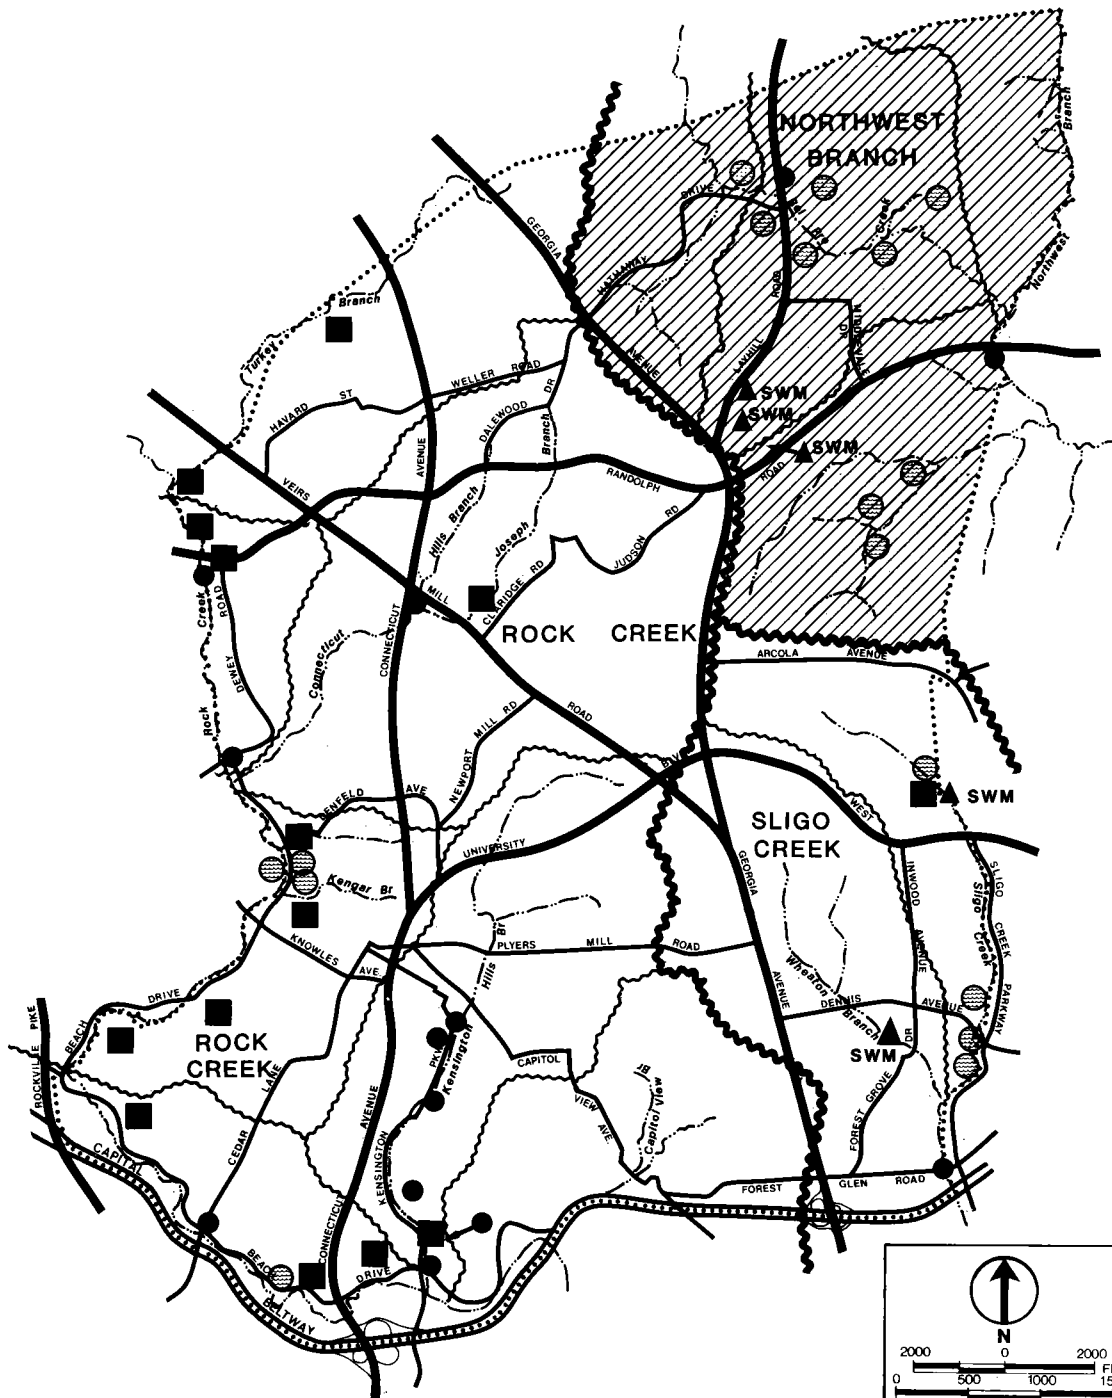 NORTHWEST
BRANCH
Branch
Northwest
Creek
Bel
Pre
DRIVE
HATHAWAY
GEORGIA
AVENUE
LAYHILL
ROAD
DR
SWM
SWM
SWM
Turkey
Branch
HAVARD ST
WELLER ROAD
DALEWOOD DR
VEIRS
MILL
ROAD
CONNECTICUT
AVENUE
RANDOLPH
ROAD
Hills Branch
Joseph
Branch
CLARIDGE RD
JUDSON RD
ROCK CREEK
ARCOLA AVENUE
Rock
Creek
DEWEY
ROAD
Connecticut
NEWPORT MILL RD
DENFELD AVE
UNIVERSITY
BLVD
WEST
SLIGO
CREEK
SWM
Kengar Br
KNOWLES AVE.
PLYERS MILL ROAD
Hills Br
Kensington
PKWY
KENSINGTON
GEORGIA
AVENUE
INWOOD
AVENUE
SLIGO
CREEK
PARKWAY
Sligo
Creek
Wheaton
Branch
DENNIS AVENUE
SWM
DR
FOREST GROVE
ROCK
CREEK
BEACH
DRIVE
ROCKVILLE PIKE
CEDAR
LANE
CONNECTICUT
AVENUE
CAPITOL
VIEW
AVE.
Capitol View
Br
FOREST GLEN ROAD
CAPITAL
BELTWAY
BEACH
DRIVE
N
2000 0 2000
0 500 1000